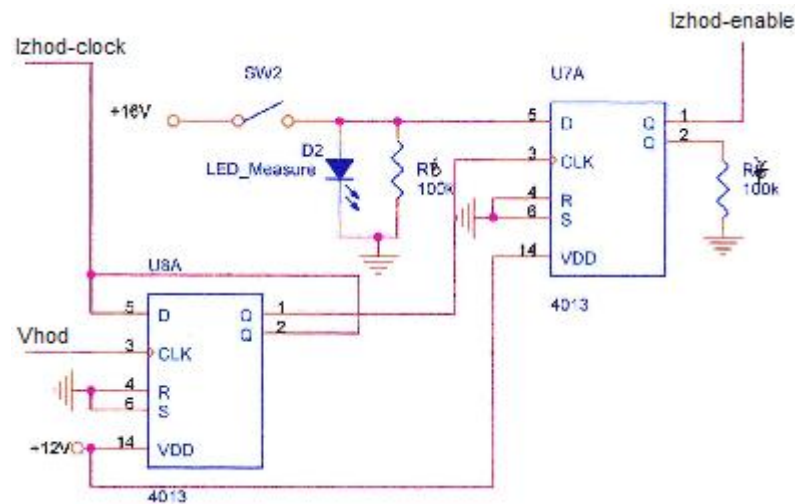 Izhod-clock
Izhod-enable
SW2
U7A
+16V
5
D
Q
1
Q
2
D2
LED_Measure
3
CLK
100k
4
R
6
S
100k
14
VDD
U8A
4013
5
D
Q
1
Q
2
Vhod
3
CLK
4
R
6
S
+12V
14
VDD
4013